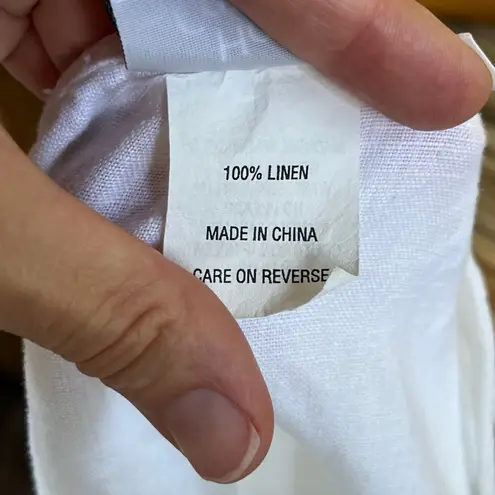 100% LINEN
MADE IN CHINA
CARE ON REVERSE